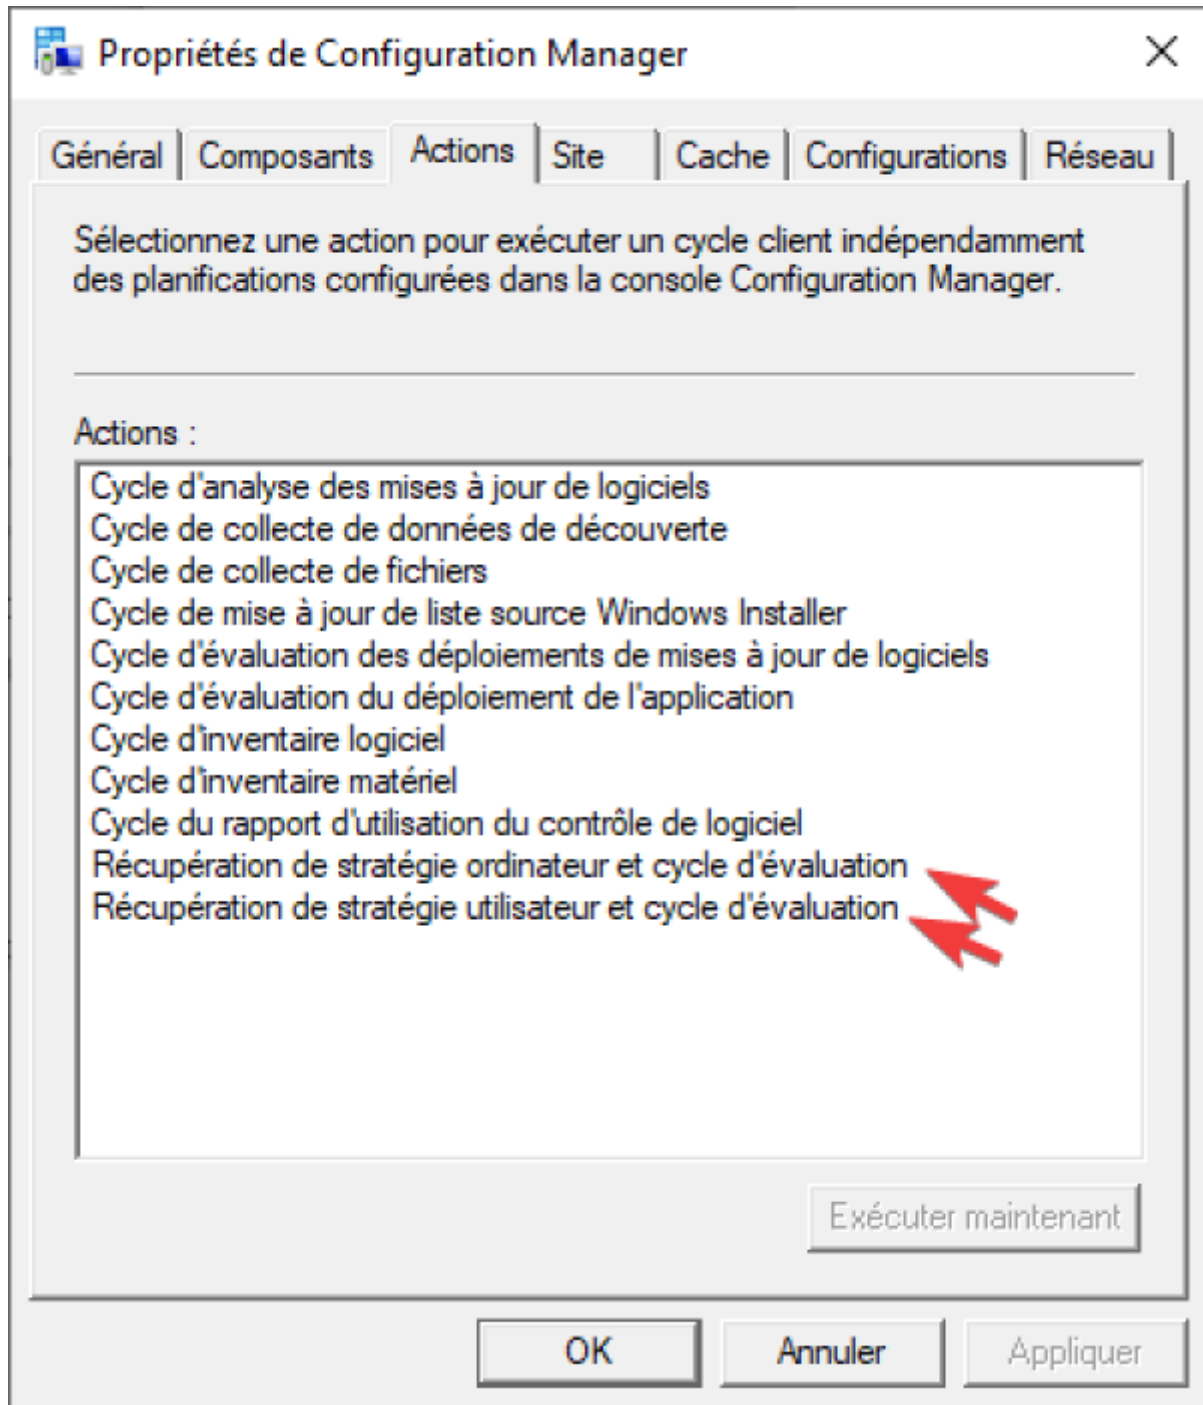 Propriétés de Configuration Manager
Général
Composants
Actions
Site
Cache
Configurations
Réseau
Sélectionnez une action pour exécuter un cycle client indépendamment
des planifications configurées dans la console Configuration Manager.
Actions :
Cycle d'analyse des mises à jour de logiciels
Cycle de collecte de données de découverte
Cycle de collecte de fichiers
Cycle de mise à jour de liste source Windows Installer
Cycle d'évaluation des déploiements de mises à jour de logiciels
Cycle d'évaluation du déploiement de l'application
Cycle d'inventaire logiciel
Cycle d'inventaire matériel
Cycle du rapport d'utilisation du contrôle de logiciel
Récupération de stratégie ordinateur et cycle d'évaluation
Récupération de stratégie utilisateur et cycle d'évaluation
Exécuter maintenant
OK
Annuler
Appliquer